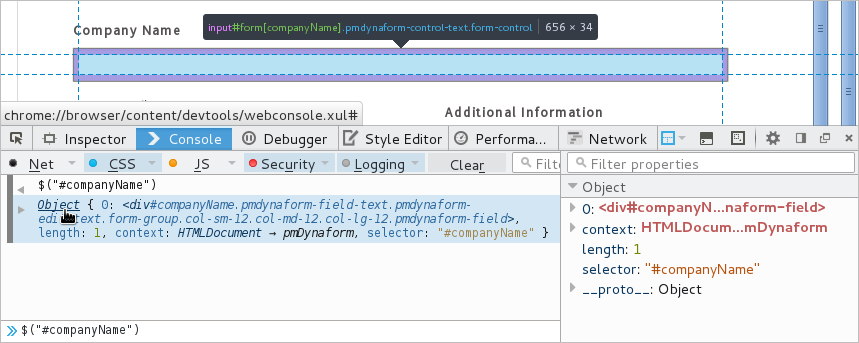 Company Name
input#form[companyName].pmdynaform-control-text.form-control | 656 × 34
Additional Information
chrome://browser/content/devtools/webconsole.xul#
Inspector Console Debugger Style Editor Performa... Network
Net CSS JS Security Logging Clear Filte Filter properties
$("#companyName")
Object { 0: <div#companyName.pmdynaform-field-text.pmdynaform-
edi text.form-group.col-sm-12.col-md-12.col-lg-12.pmdynaform-field>,
length: 1, context: HTMLDocument → pmDynaform, selector: "#companyName" }
Object
0: <div#companyN...naform-field>
context: HTMLDocum...mDynaform
length: 1
selector: "#companyName"
__proto__: Object
$("#companyName")